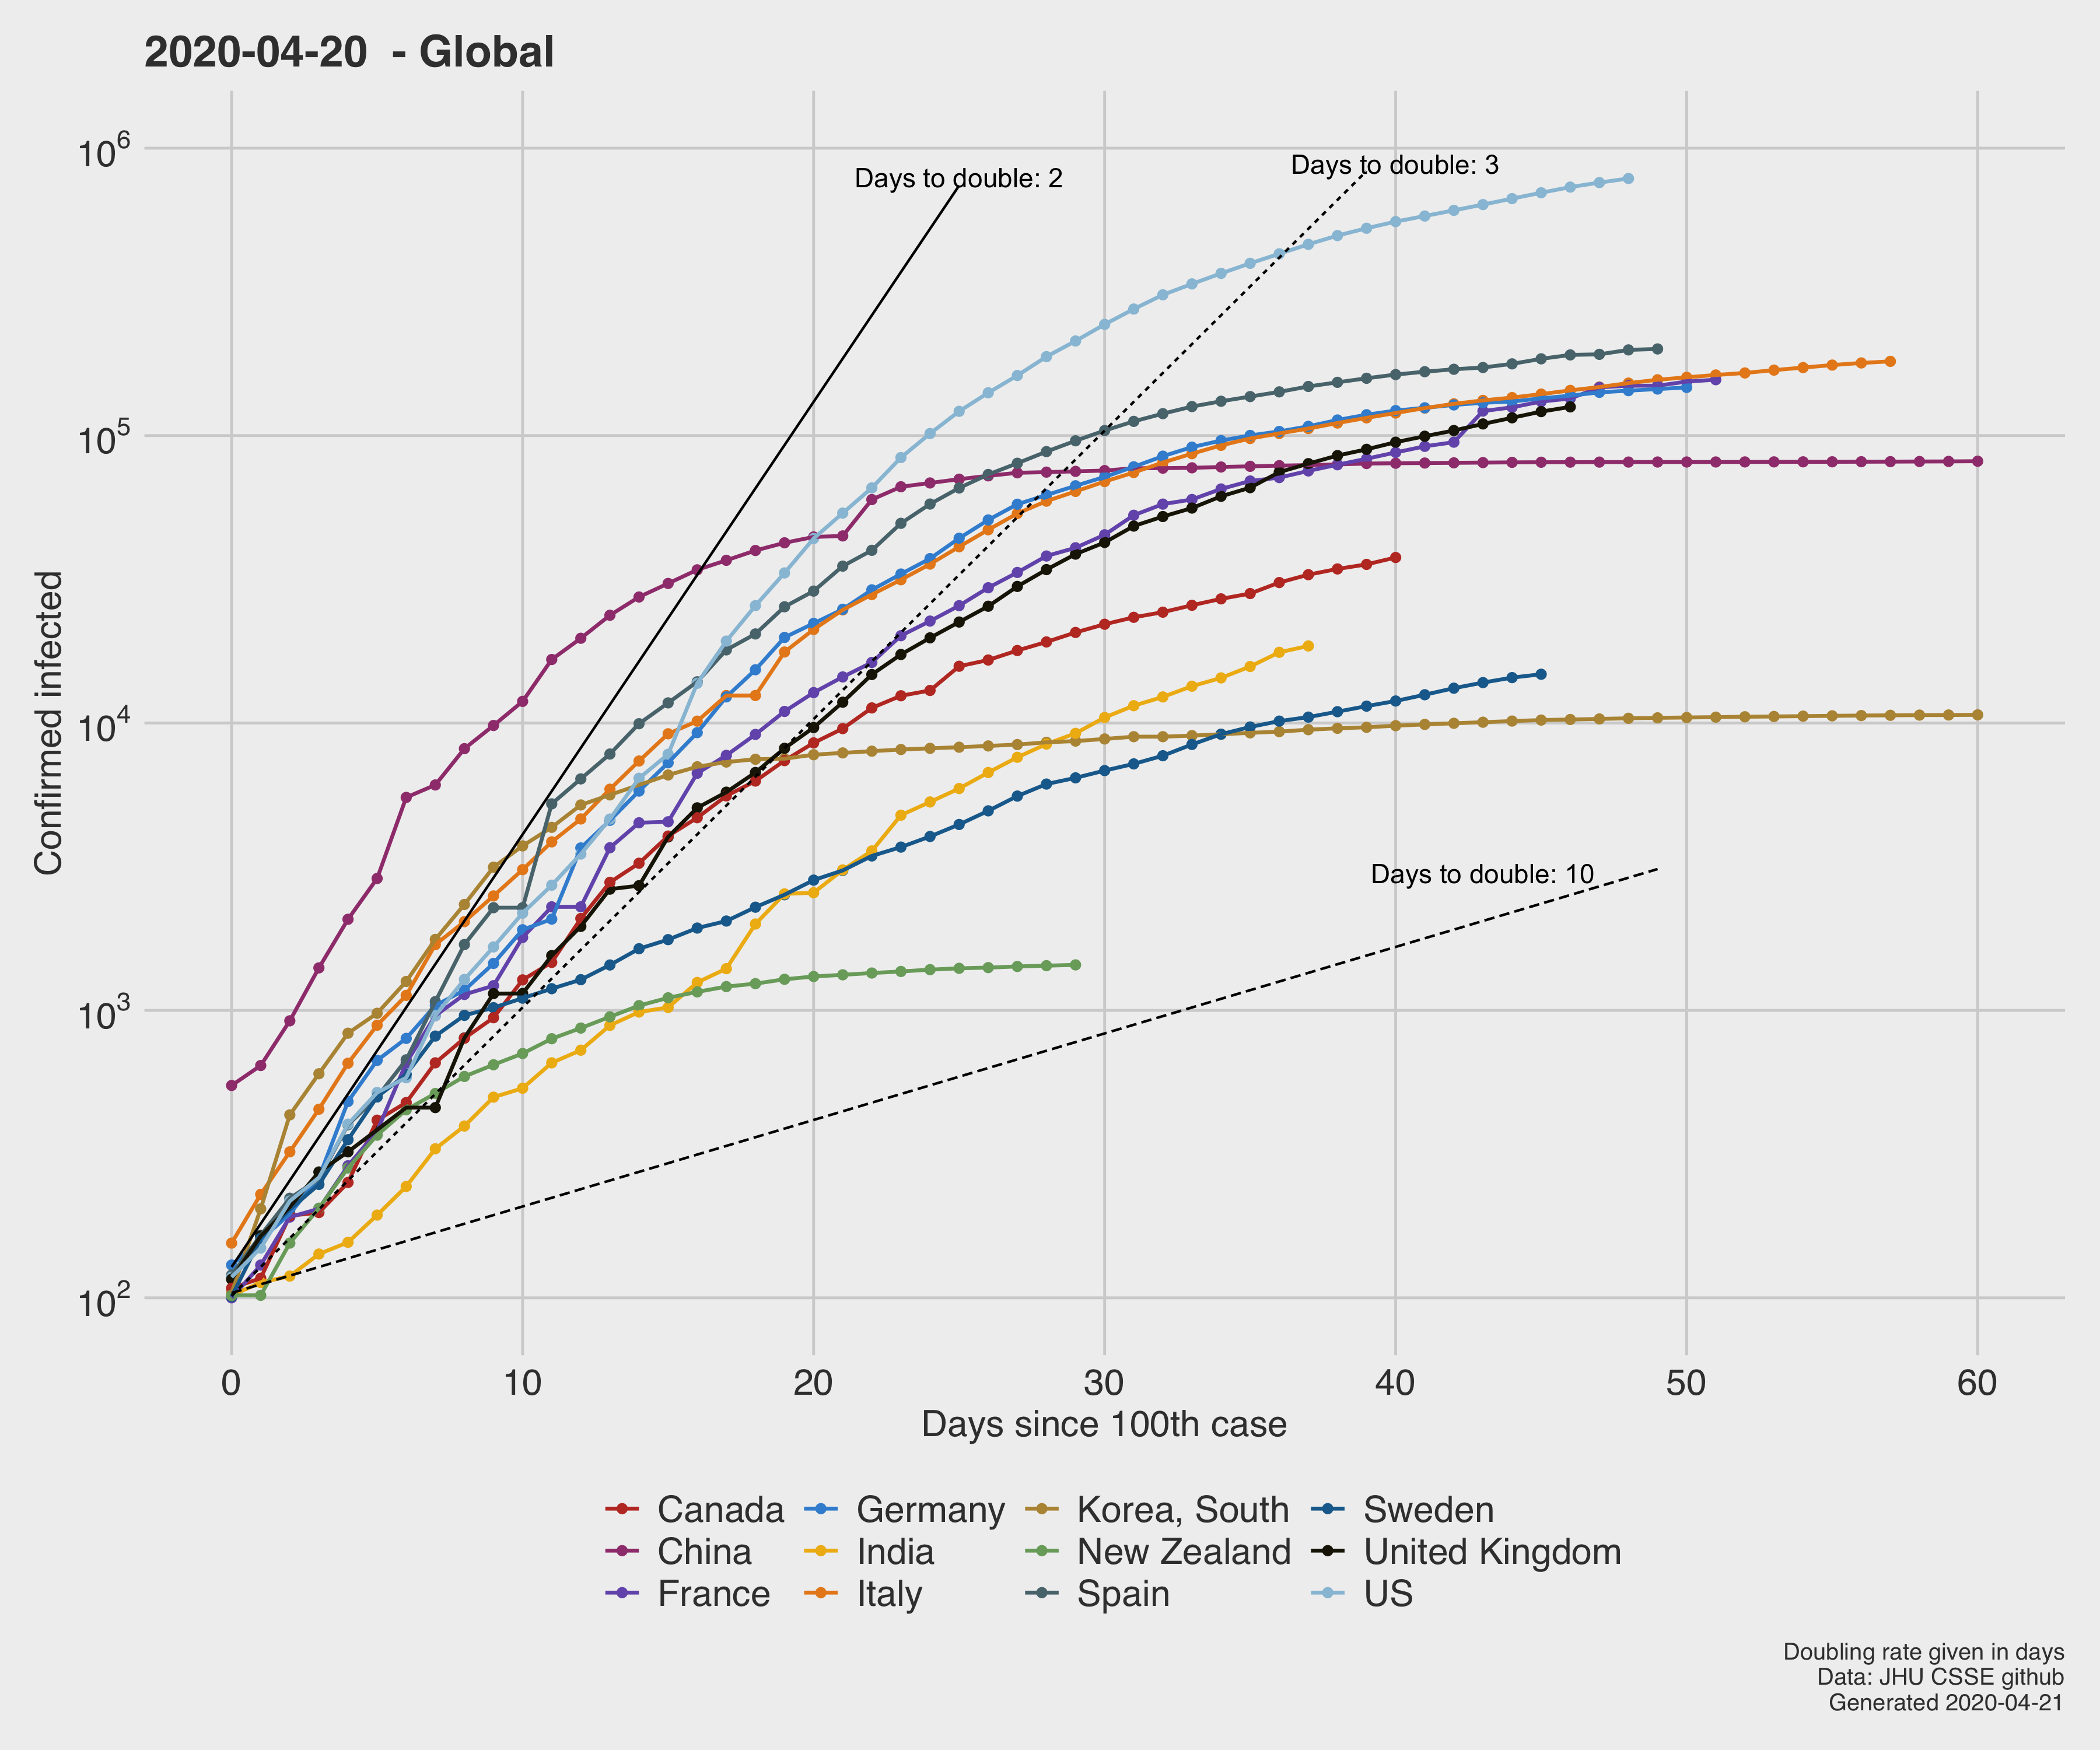 2020-04-20  - Global
Confirmed infected
10^6
10^5
10^4
10^3
10^2
Days to double: 2
Days to double: 3
Days to double: 10
0 10 20 30 40 50 60
Days since 100th case
Canada Germany Korea, South Sweden
China India New Zealand United Kingdom
France Italy Spain US
Doubling rate given in days
Data: JHU CSSE github
Generated 2020-04-21